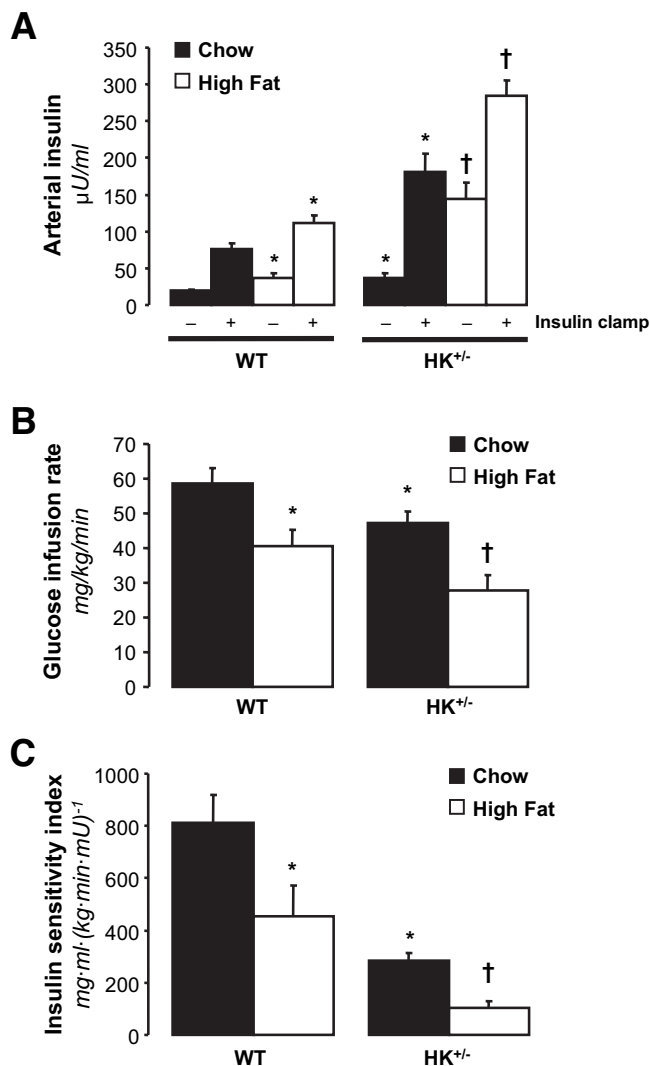 A
Arterial insulin
µU/ml
350
300
250
200
150
100
50
0
Chow
High Fat
* * * * † †
– + – + – + – + Insulin clamp
WT HK+/-
B
Glucose infusion rate
mg/kg/min
70
60
50
40
30
20
10
0
Chow
High Fat
* * †
WT HK+/-
C
Insulin sensitivity index
mg·ml·(kg·min·mU)-1
1000
800
600
400
200
0
Chow
High Fat
* * †
WT HK+/-